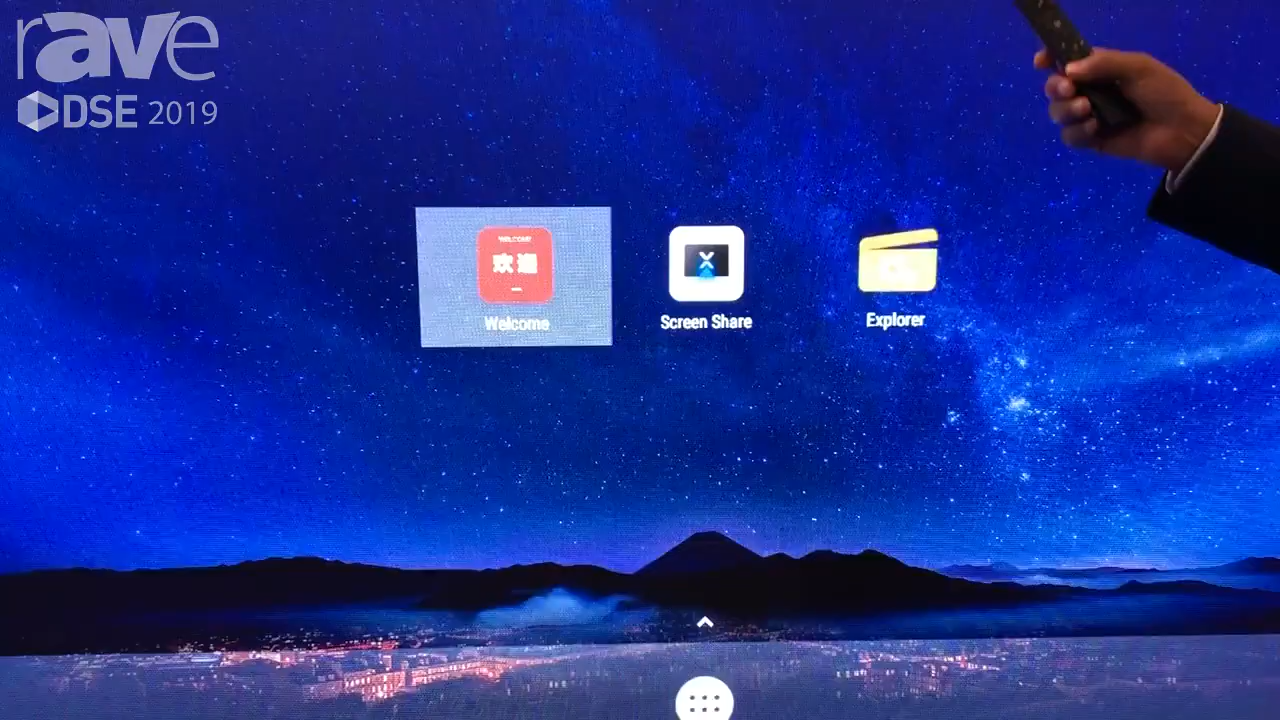 rave
DSE 2019
WELCOME
欢迎
Welcome
Screen Share
Explorer